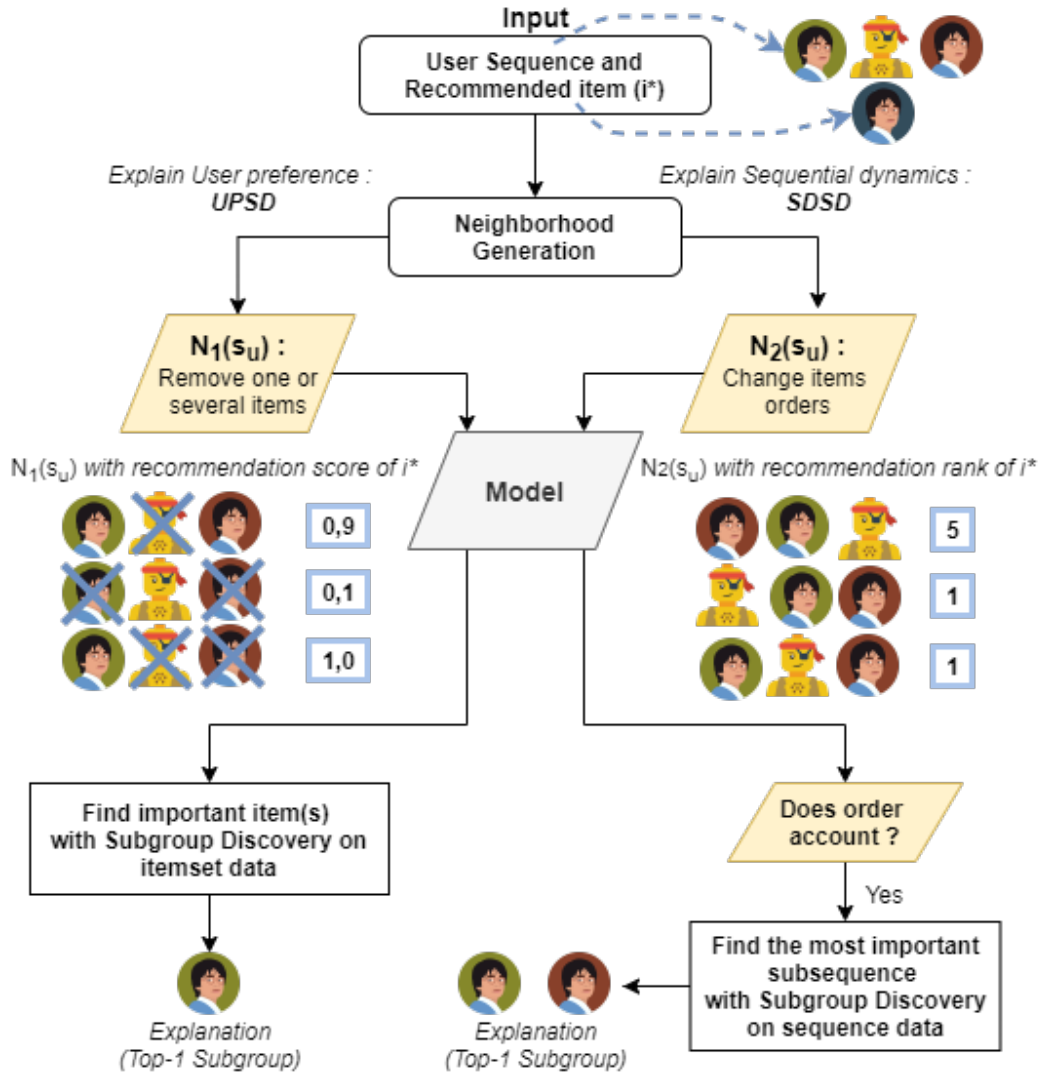 Input
User Sequence and
Recommended item (i*)
Explain User preference :
UPSD
Explain Sequential dynamics :
SDSD
Neighborhood
Generation
N1(su) :
Remove one or
several items
N2(su) :
Change items
orders
Model
N1(su) with recommendation score of i*
0,9
0,1
1,0
N2(su) with recommendation rank of i*
5
1
1
Find important item(s)
with Subgroup Discovery on
itemset data
Does order
account ?
Yes
Find the most important
subsequence
with Subgroup Discovery
on sequence data
Explanation
(Top-1 Subgroup)
Explanation
(Top-1 Subgroup)